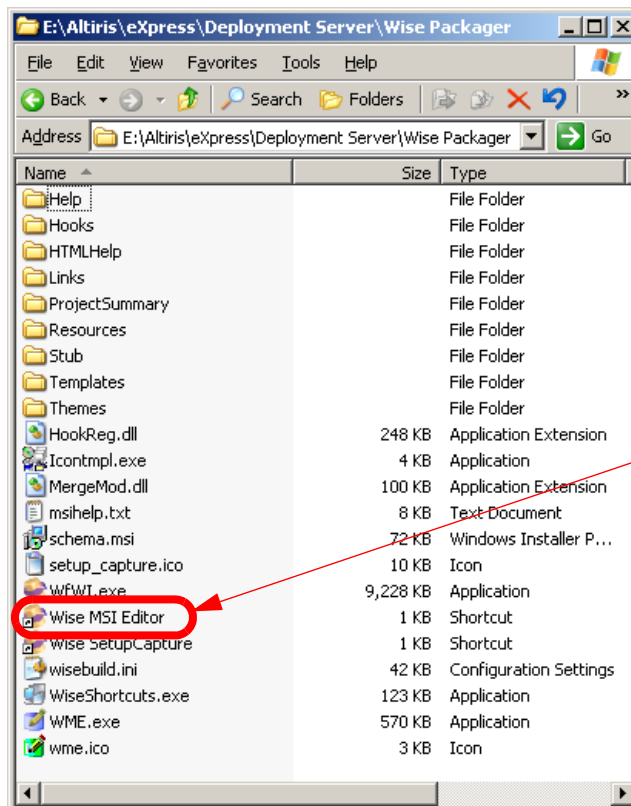 E:\Altiris\eXpress\Deployment Server\Wise Packager
File Edit View Favorites Tools Help
Back Search Folders »
Address E:\Altiris\eXpress\Deployment Server\Wise Packager Go
Name Size Type
Help File Folder
Hooks File Folder
HTMLHelp File Folder
Links File Folder
ProjectSummary File Folder
Resources File Folder
Stub File Folder
Templates File Folder
Themes File Folder
HookReg.dll 248 KB Application Extension
Icontmpl.exe 4 KB Application
MergeMod.dll 100 KB Application Extension
msihelp.txt 8 KB Text Document
schema.msi 72 KB Windows Installer P...
setup_capture.ico 10 KB Icon
WfWI.exe 9,228 KB Application
Wise MSI Editor 1 KB Shortcut
Wise SetupCapture 1 KB Shortcut
wisebuild.ini 42 KB Configuration Settings
WiseShortcuts.exe 123 KB Application
WME.exe 570 KB Application
wme.ico 3 KB Icon